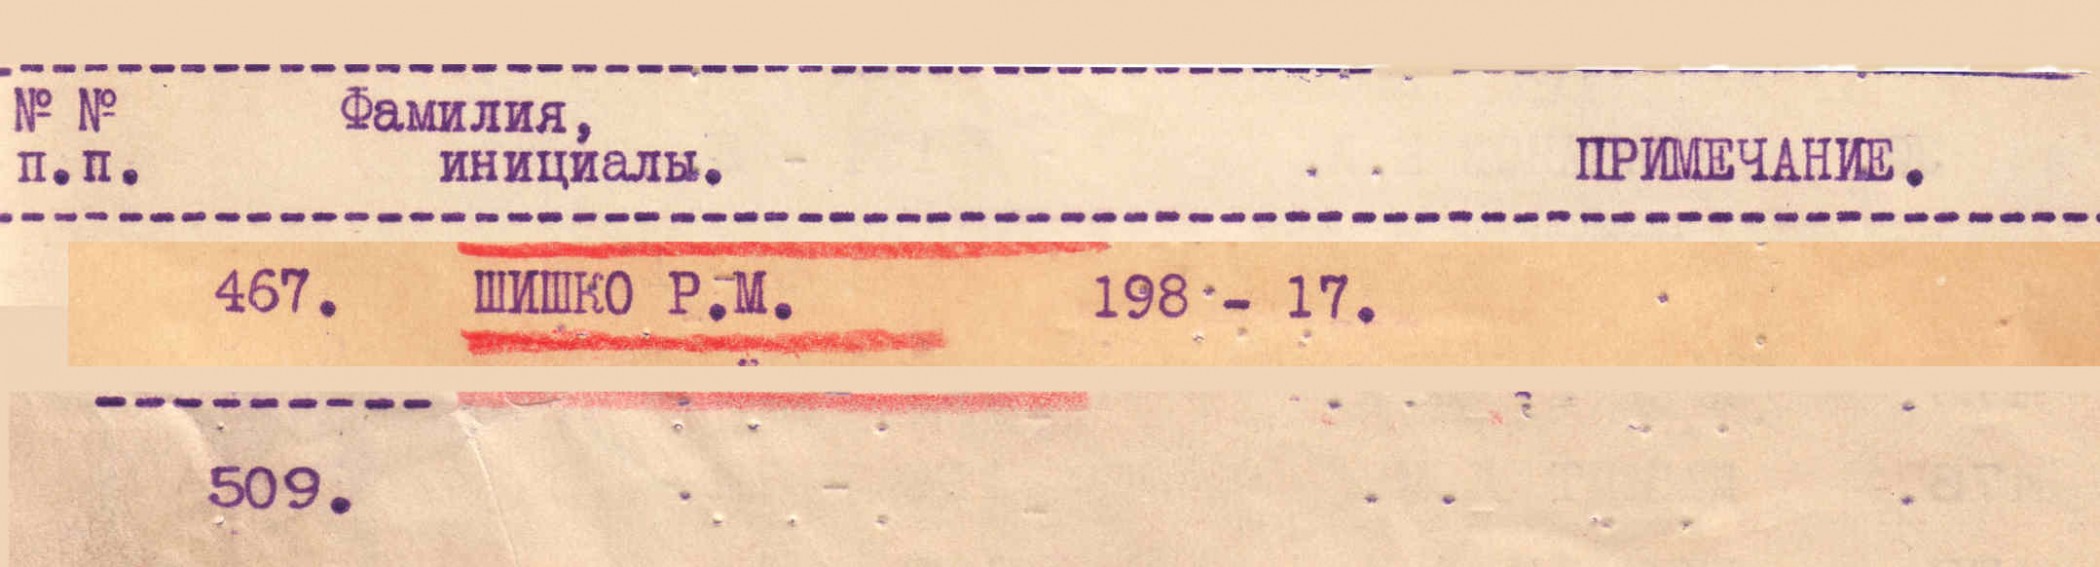 № № Фамилия,
п.п. инициалы. ПРИМЕЧАНИЕ.
467. ШИШКО Р.М. 198 - 17.
509.